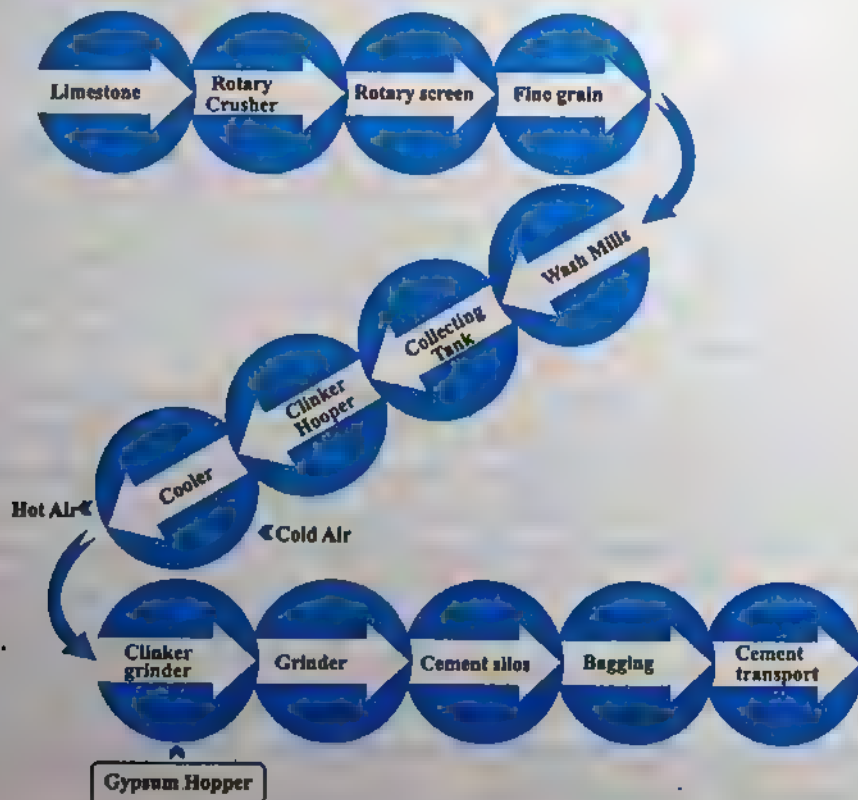 Limestone
Rotary
Crusher
Rotary screen
Fine grain
Wash Mills
Collecting
Tank
Clinker
Hooper
Cooler
Hot Air
Cold Air
Clinker
grinder
Grinder
Cement silos
Bagging
Cement
transport
Gypsum Hopper